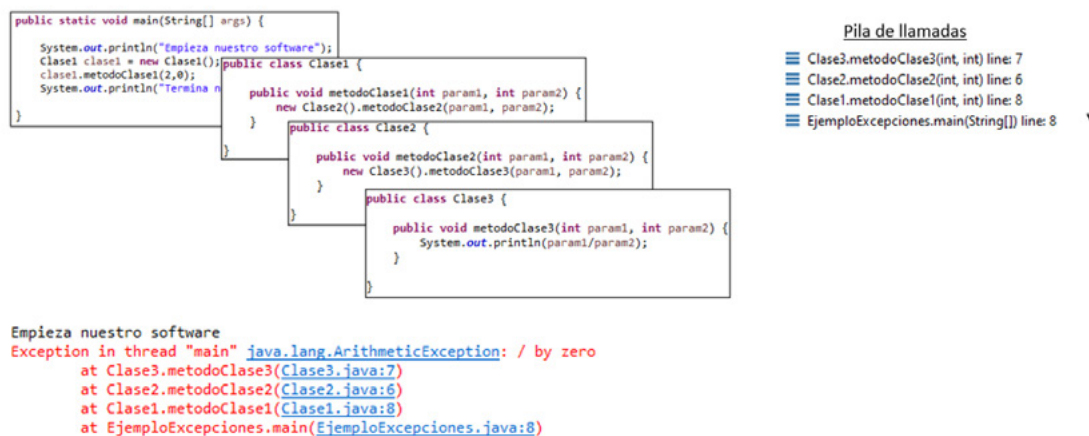 public static void main(String[] args) {
System.out.println("Empieza nuestro software");
Clase1 clase1 = new Clase1();
clase1.metodoClase1(2,0);
System.out.println("Termina n
}
public class Clase1 {
public void metodoClase1(int param1, int param2) {
new Clase2().metodoClase2(param1, param2);
}
}
public class Clase2 {
public void metodoClase2(int param1, int param2) {
new Clase3().metodoClase3(param1, param2);
}
}
public class Clase3 {
public void metodoClase3(int param1, int param2) {
System.out.println(param1/param2);
}
}
Pila de llamadas
Clase3.metodoClase3(int, int) line: 7
Clase2.metodoClase2(int, int) line: 6
Clase1.metodoClase1(int, int) line: 8
EjemploExcepciones.main(String[]) line: 8
Empieza nuestro software
Exception in thread "main" java.lang.ArithmeticException: / by zero
at Clase3.metodoClase3(Clase3.java:7)
at Clase2.metodoClase2(Clase2.java:6)
at Clase1.metodoClase1(Clase1.java:8)
at EjemploExcepciones.main(EjemploExcepciones.java:8)